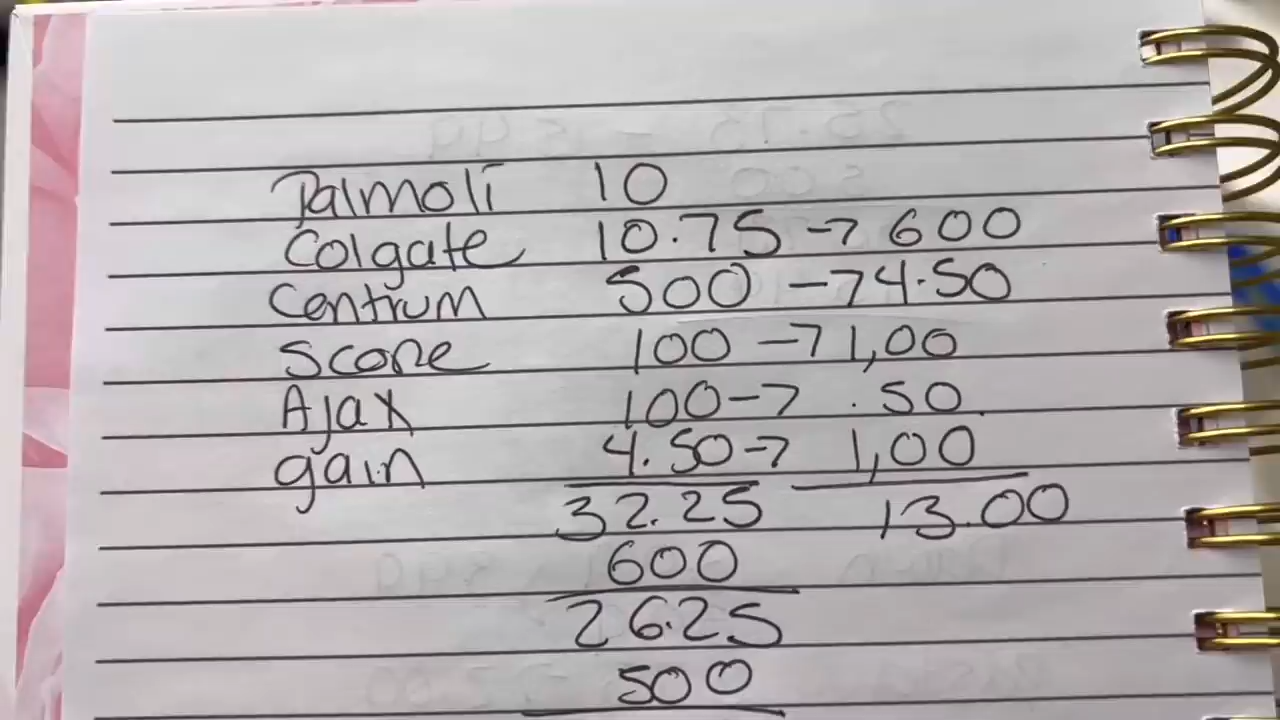 Palmoli 10
Colgate 10.75 → 600
Centrum 500 → 4.50
Scope 100 → 1,00
Ajax 100 → .50
gain 4.50 → 1,00
32.25 13.00
600
26.25
500